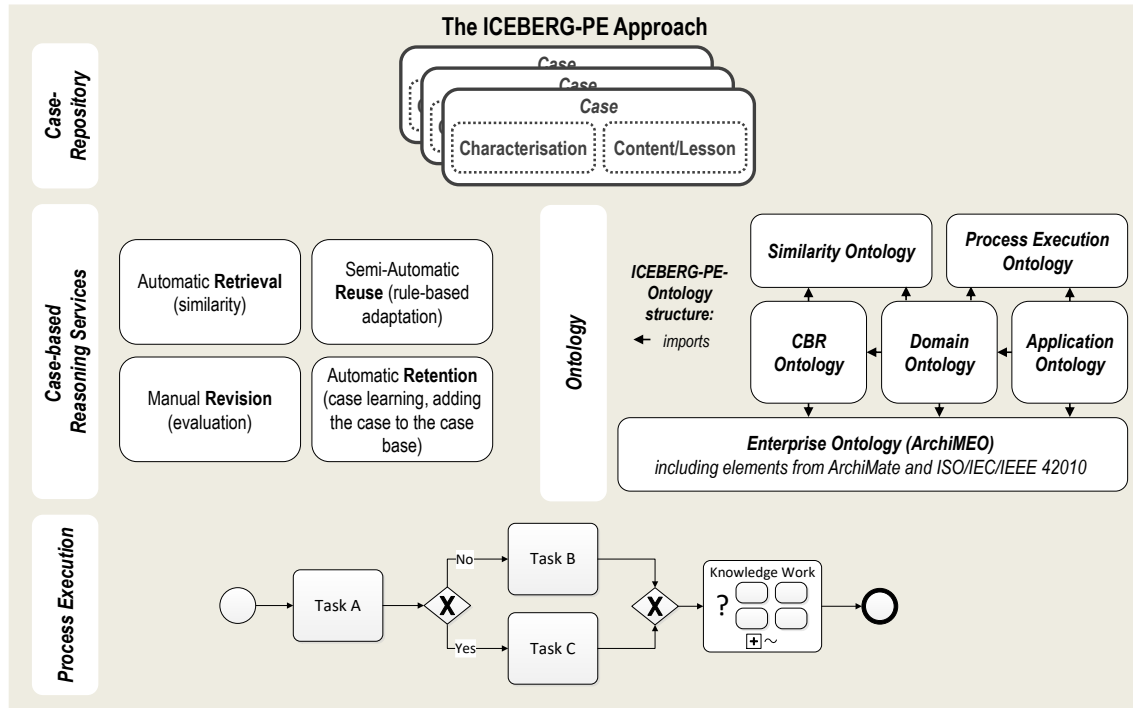 The ICEBERG-PE Approach
Case-
Repository
Case
Case
Case
Characterisation
Content/Lesson
Case-based
Reasoning Services
Automatic Retrieval
(similarity)
Semi-Automatic
Reuse (rule-based
adaptation)
Manual Revision
(evaluation)
Automatic Retention
(case learning, adding
the case to the case
base)
Ontology
ICEBERG-PE-
Ontology
structure:
imports
Similarity Ontology
Process Execution
Ontology
CBR
Ontology
Domain
Ontology
Application
Ontology
Enterprise Ontology (ArchiMEO)
including elements from ArchiMate and ISO/IEC/IEEE 42010
Process Execution
Task A
X
No
Yes
Task B
Task C
X
Knowledge Work
?
+ ~